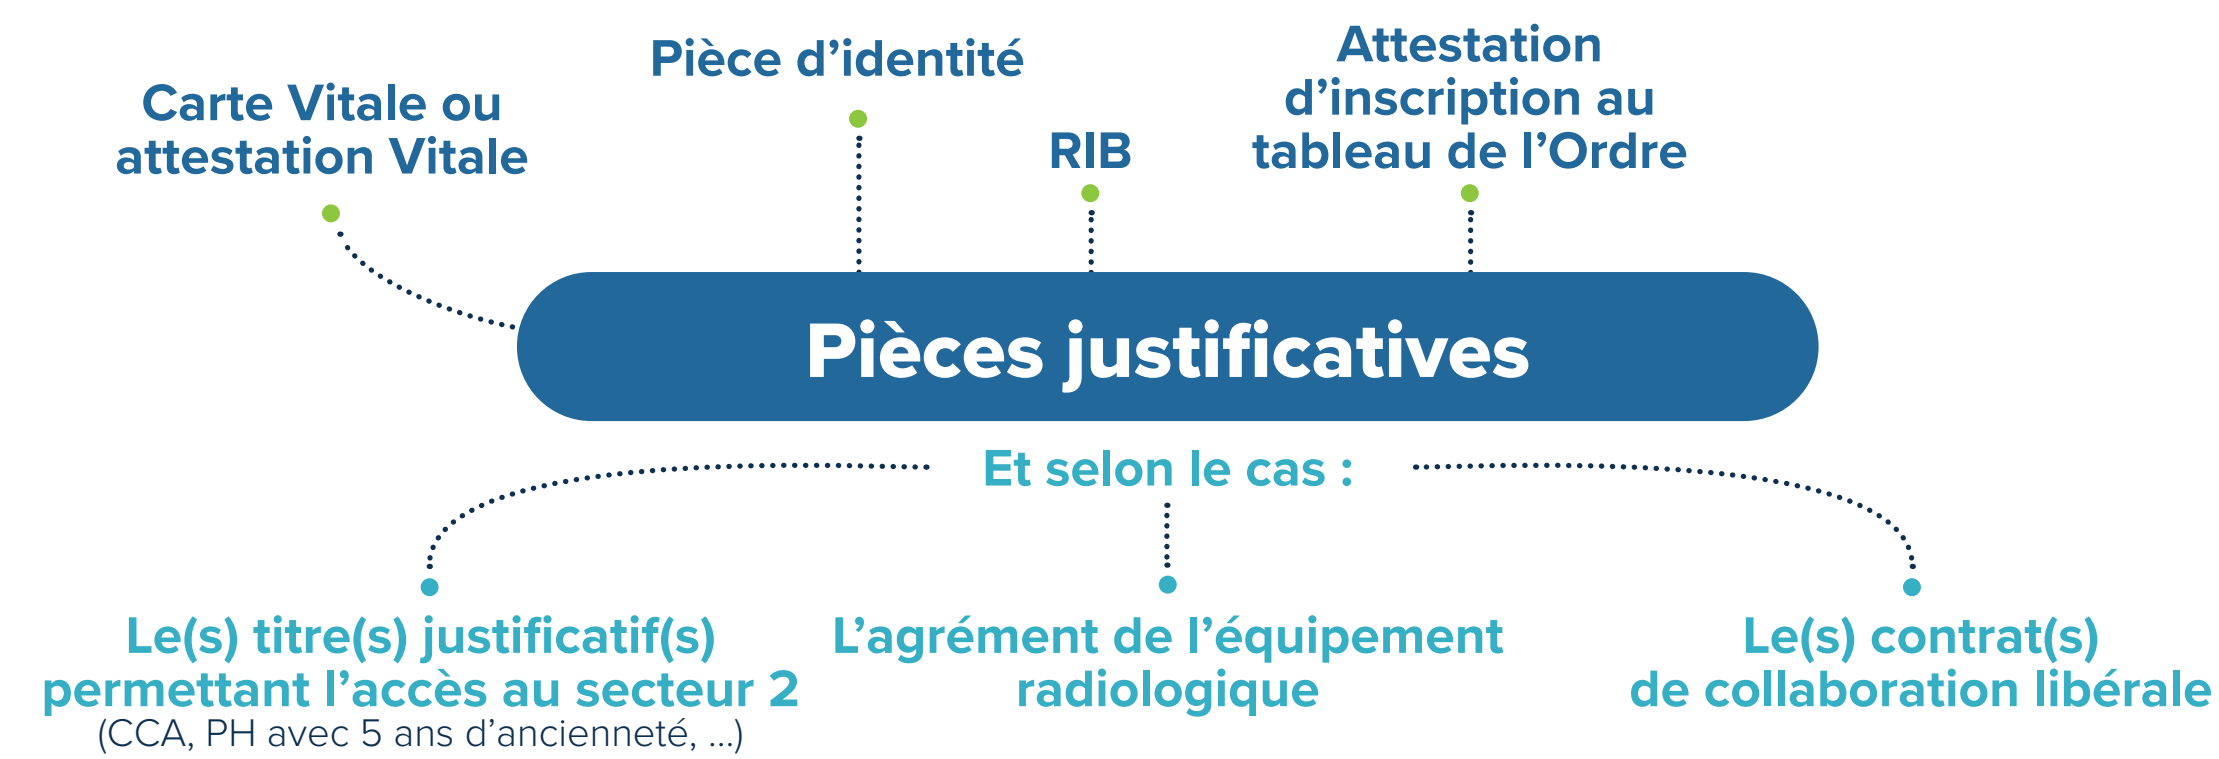 Carte Vitale ou
attestation Vitale
Pièce d’identité
RIB
Attestation
d’inscription au
tableau de l’Ordre
Pièces justificatives
Et selon le cas :
Le(s) titre(s) justificatif(s)
permettant l’accès au secteur 2
(CCA, PH avec 5 ans d’ancienneté, ...)
L’agrément de l’équipement
radiologique
Le(s) contrat(s)
de collaboration libérale